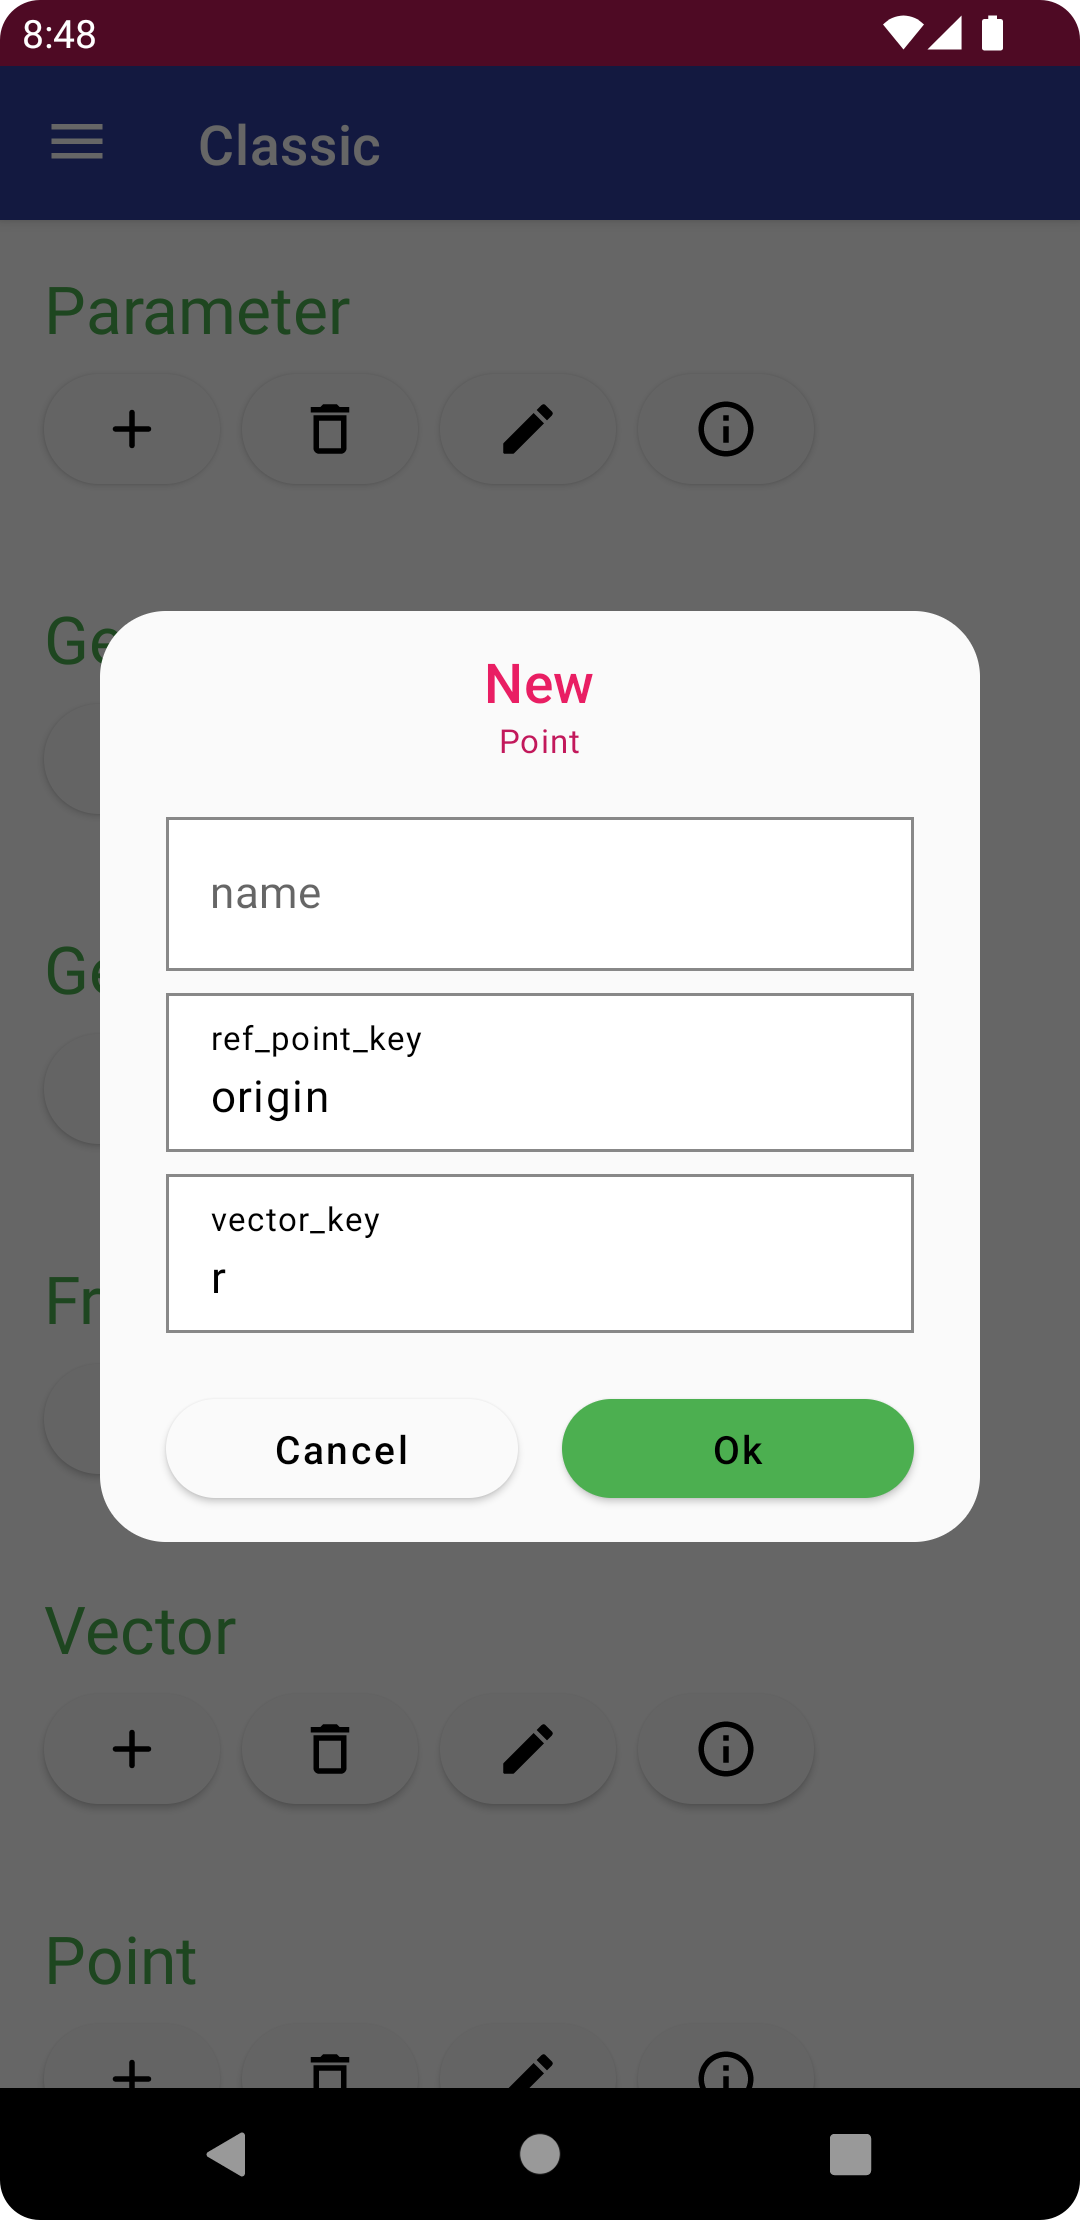 8:48
Classic
Parameter
Ge
New
Point
name
Ge
ref_point_key
origin
vector_key
r
Fr
Cancel
Ok
Vector
Point